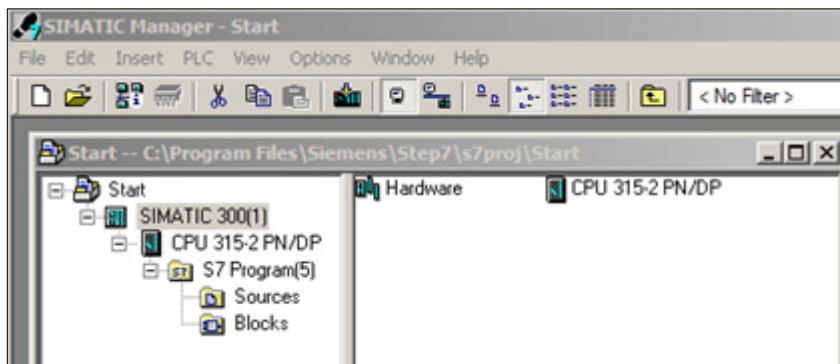 SIMATIC Manager - Start
File Edit Insert PLC View Options Window Help
< No Filter >
Start -- C:\Program Files\Siemens\Step7\s7proj\Start
Start
SIMATIC 300(1)
CPU 315-2 PN/DP
S7 Program(5)
Sources
Blocks
Hardware CPU 315-2 PN/DP